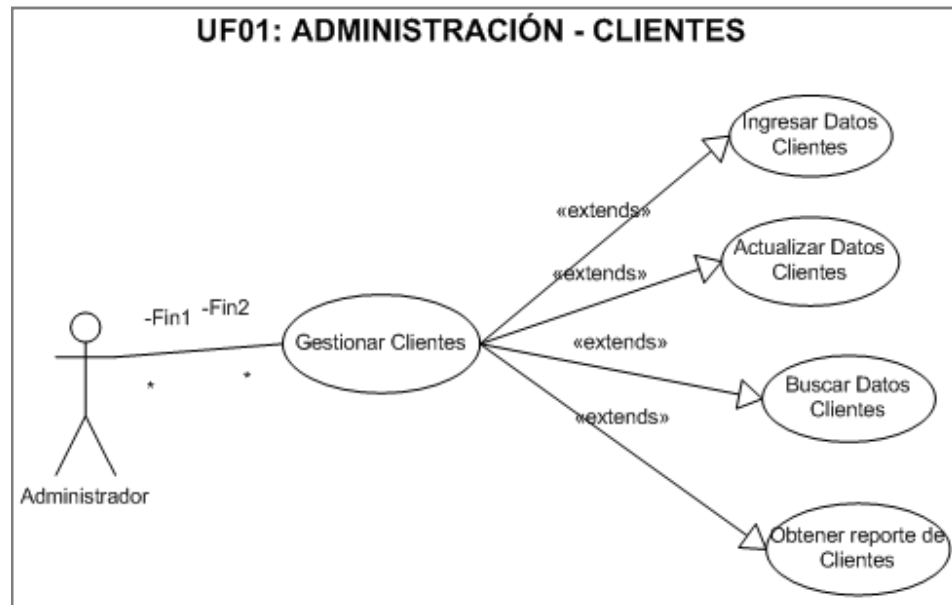 UF01: ADMINISTRACIÓN - CLIENTES
Ingresar Datos
Clientes
«extends»
Actualizar Datos
Clientes
«extends»
-Fin1
-Fin2
Gestionar Clientes
«extends»
*
*
Buscar Datos
Clientes
«extends»
Administrador
Obtener reporte de
Clientes